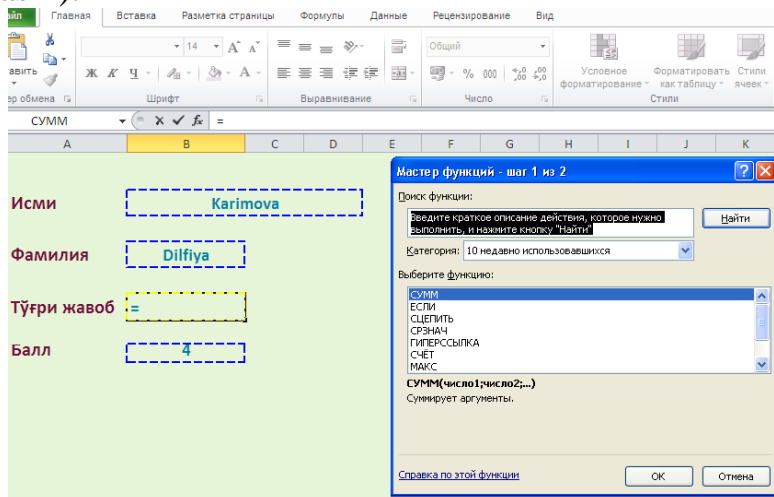 айл Главная Вставка Разметка страницы Формулы Данные Рецензирование Вид
14 Общий
авить Ж К Ч % 000 Условное форматирование Форматировать как таблицу Стили ячеек
ер обмена Шрифт Выравнивание Число Стили
СУММ fx =
A B C D E F G H I J K
Мастер функций - шаг 1 из 2
Поиск функции:
Введите краткое описание действия, которое нужно
выполнить, и нажмите кнопку "Найти"
Найти
Категория: 10 недавно использовавшихся
Выберите функцию:
СУММ
ЕСЛИ
СЦЕПИТЬ
СРЗНАЧ
ГИПЕРССЫЛКА
СЧЁТ
МАКС
СУММ(число1;число2;...)
Суммирует аргументы.
Справка по этой функции
ОК Отмена
Исми Karimova
Фамилия Dilfiya
Тўғри жавоб =
Балл 4